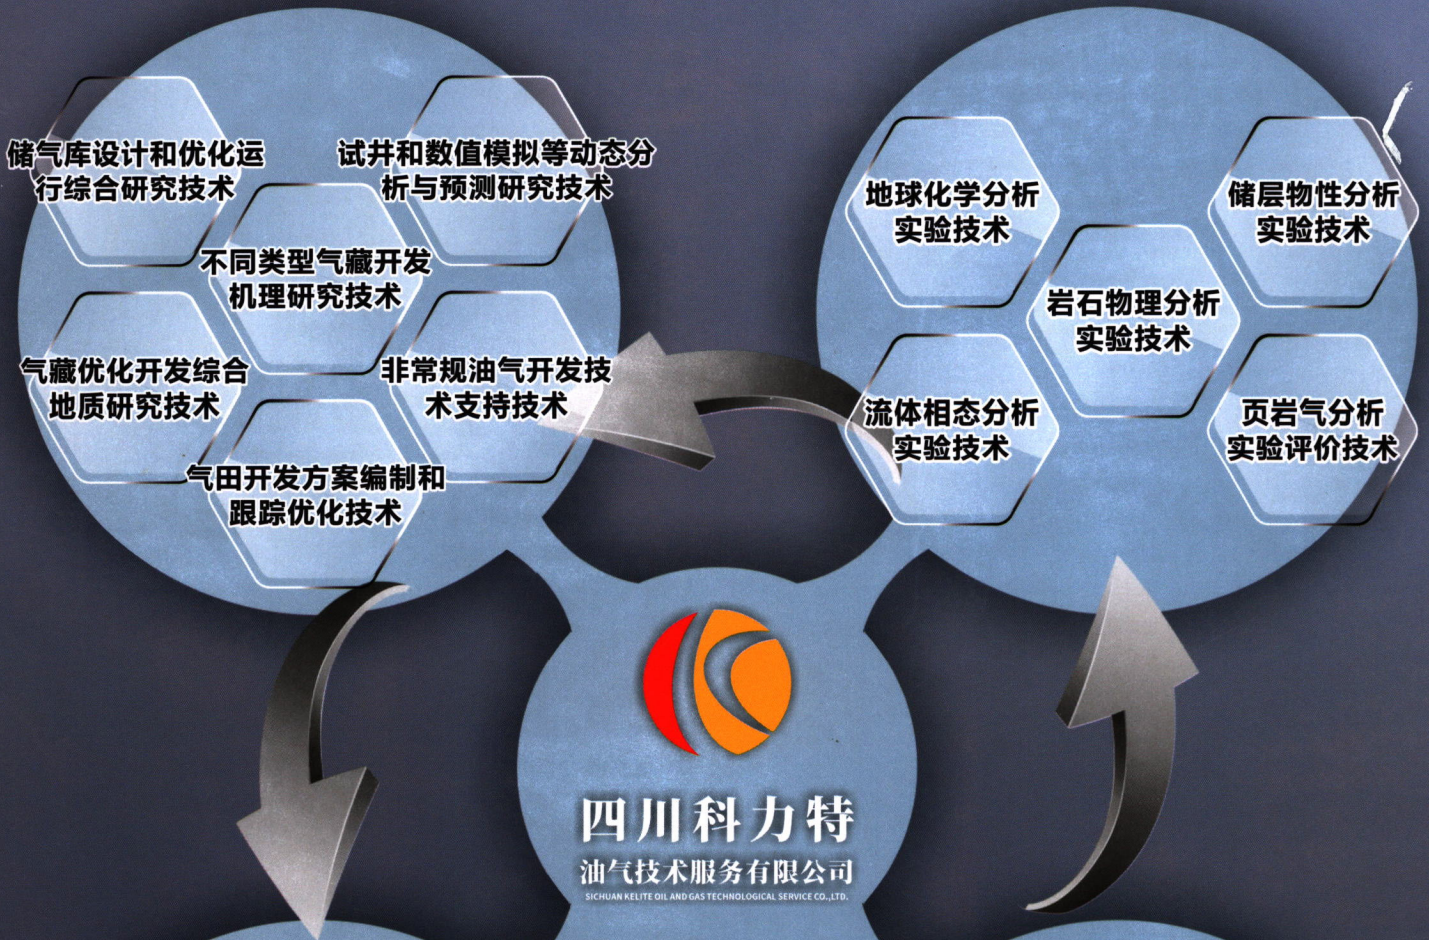 储气库设计和优化运
行综合研究技术
试井和数值模拟等动态分
析与预测研究技术
不同类型气藏开发
机理研究技术
气藏优化开发综合
地质研究技术
非常规油气开发技
术支持技术
气田开发方案编制和
跟踪优化技术
地球化学分析
实验技术
储层物性分析
实验技术
岩石物理分析
实验技术
流体相态分析
实验技术
页岩气分析
实验评价技术
四川科力特
油气技术服务有限公司
SICHUAN KELITE OIL AND GAS TECHNOLOGICAL SERVICE CO.,LTD.